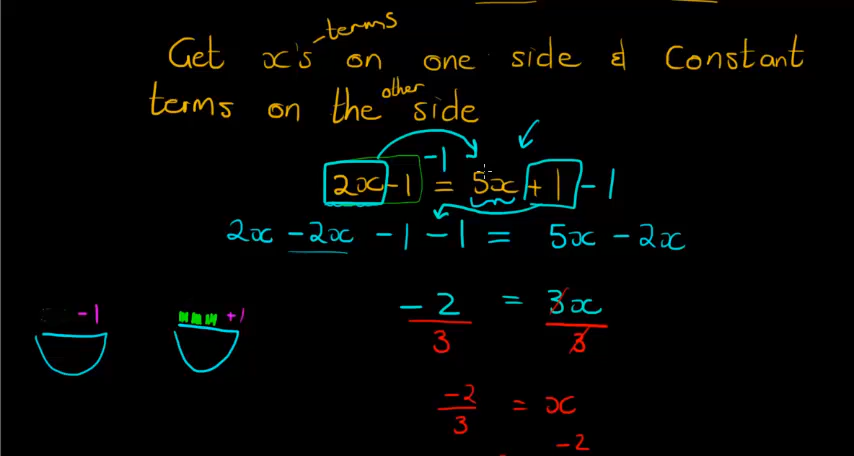 Get x's - terms on one side & Constant
terms on the other side
-1
2x - 1 = 5x + 1 - 1
2x - 2x - 1 - 1 = 5x - 2x
-1 +1
-2/3 = 3x/3
-2/3 = x
-2